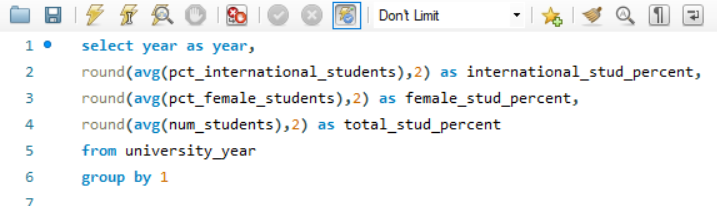 Don't Limit
1 select year as year,
2 round(avg(pct_international_students),2) as international_stud_percent,
3 round(avg(pct_female_students),2) as female_stud_percent,
4 round(avg(num_students),2) as total_stud_percent
5 from university_year
6 group by 1
7